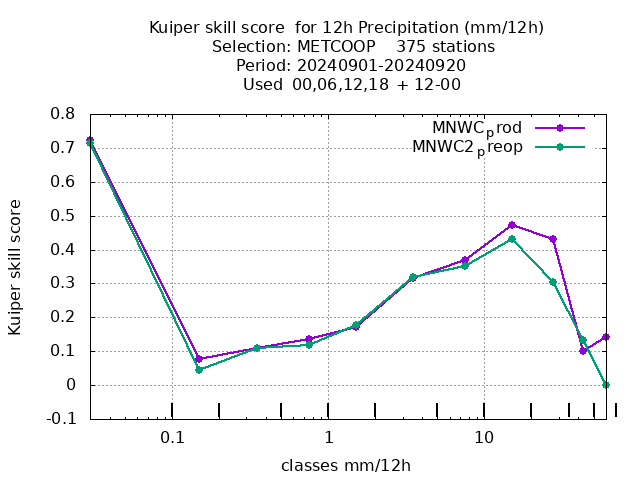 Kuiper skill score  for 12h Precipitation (mm/12h)
Selection: METCOOP    375 stations
Period: 20240901-20240920
Used  00,06,12,18  + 12-00
MNWC_prod
MNWC2_preop
0.8
0.7
0.6
0.5
0.4
0.3
0.2
0.1
0
-0.1
Kuiper skill score
0.1
1
10
classes mm/12h